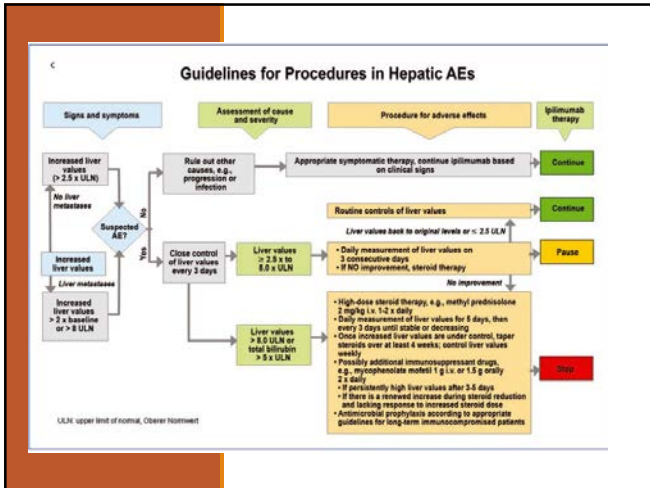 c
Guidelines for Procedures in Hepatic AEs
Signs and symptoms
Assessment of cause
and severity
Procedure for adverse effects
Ipilimumab
therapy
Increased liver
values
(> 2.5 x ULN)
Rule out other
causes, e.g.,
progression or
infection
Appropriate symptomatic therapy, continue ipilimumab based
on clinical signs
Continue
No liver
metastases
No
Suspected
AE?
Yes
Routine controls of liver values
Continue
Liver values back to original levels or ≤ 2.5 ULN
Increased
liver values
Liver metastases
Close control
of liver values
every 3 days
Liver values
≥ 2.5 x to
8.0 x ULN
• Daily measurement of liver values on
3 consecutive days
• If NO improvement, steroid therapy
Pause
No improvement
Increased liver
values
> 2 x baseline
or > 8 ULN
Liver values
> 8.0 ULN or
total bilirubin
> 5 x ULN
• High-dose steroid therapy, e.g., methyl prednisolone
2 mg/kg i.v. 1-2 x daily
• Daily measurement of liver values for 5 days, then
every 3 days until stable or decreasing
• Once increased liver values are under control, taper
steroids over at least 4 weeks; control liver values
weekly
• Possibly additional immunosuppressant drugs,
e.g., mycophenolate mofetil 1 g i.v. or 1.5 g orally
2 x daily
• If persistently high liver values after 3-5 days
• If there is a renewed increase during steroid reduction
and lacking response to increased steroid dose
• Antimicrobial prophylaxis according to appropriate
guidelines for long-term immunocompromised patients
Stop
ULN: upper limit of normal, Oberer Normwert